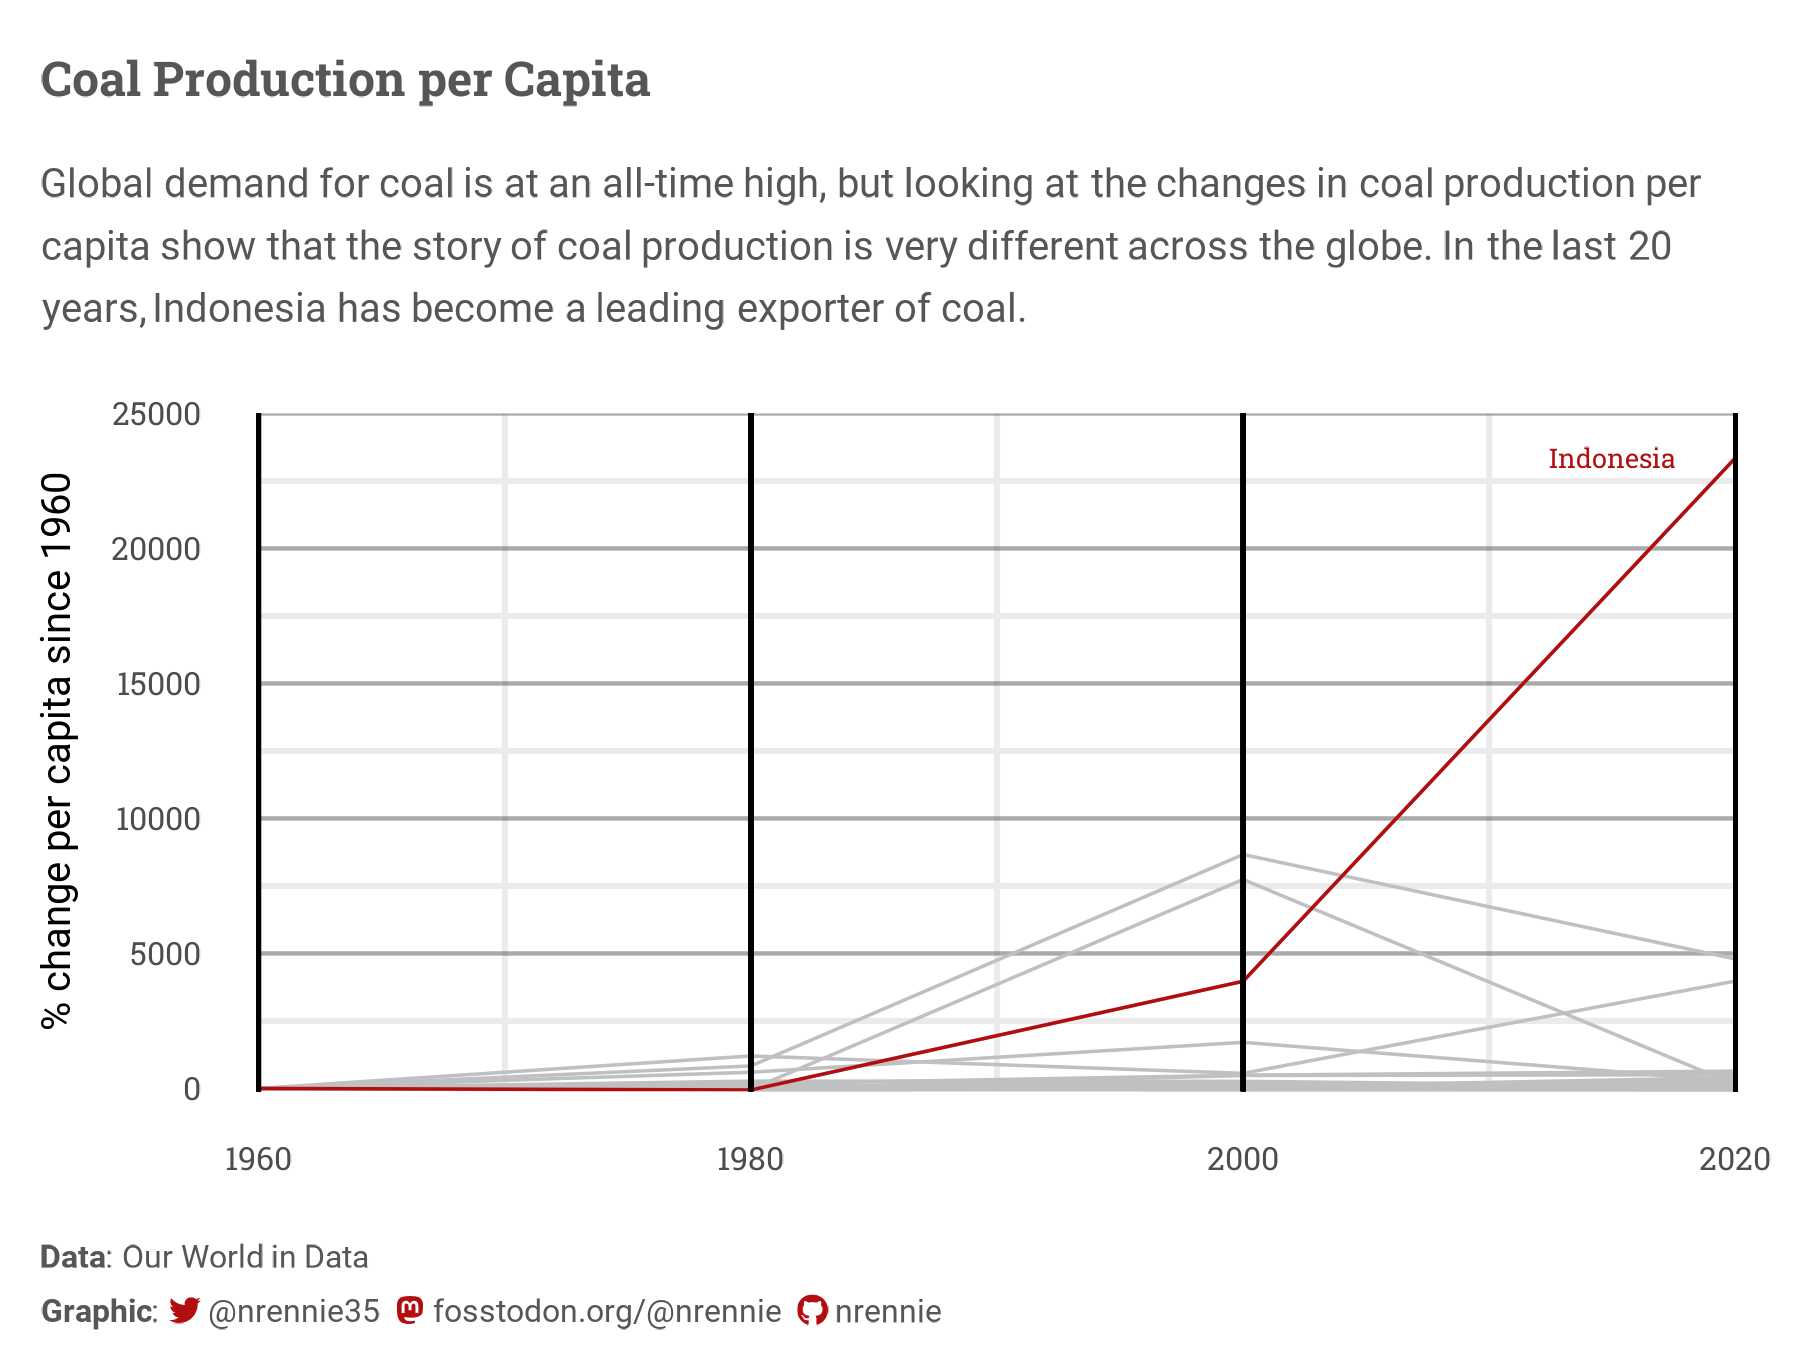 Coal Production per Capita
Global demand for coal is at an all-time high, but looking at the changes in coal production per
capita show that the story of coal production is very different across the globe. In the last 20
years, Indonesia has become a leading exporter of coal.
% change per capita since 1960
25000
20000
15000
10000
5000
0
Indonesia
1960 1980 2000 2020
Data: Our World in Data
Graphic: @nrennie35 fosstodon.org/@nrennie nrennie